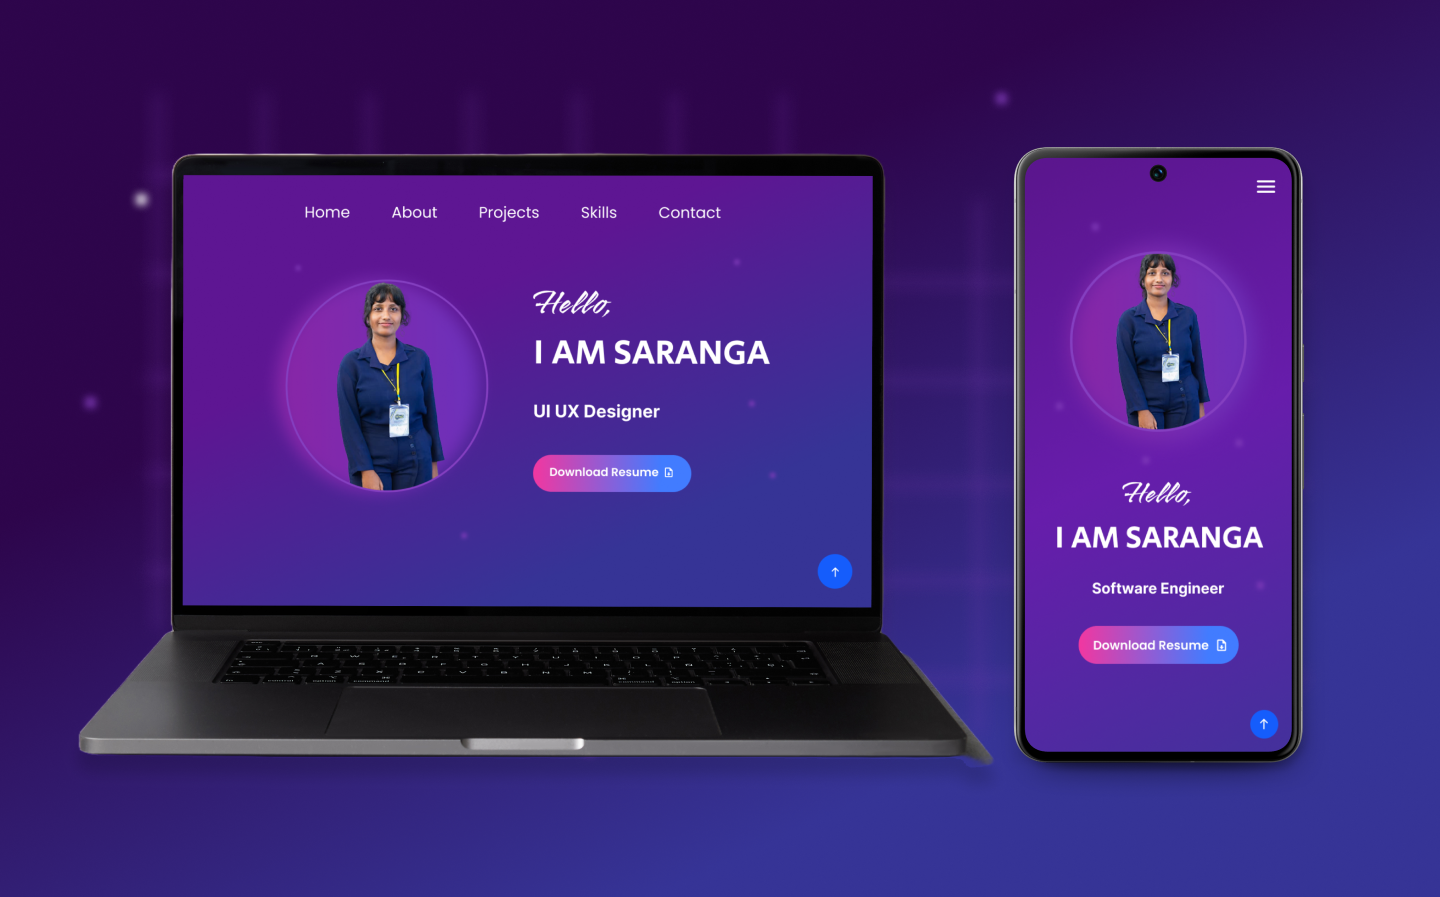 Home About Projects Skills Contact
Hello,
I AM SARANGA
UI UX Designer
Download Resume
Hello,
I AM SARANGA
Software Engineer
Download Resume